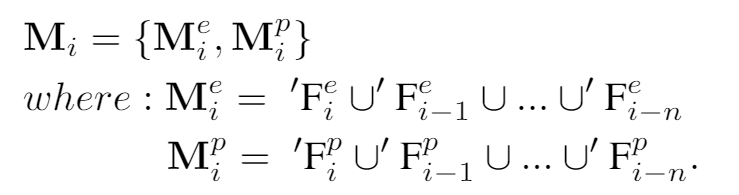 M_i = {M_i^e, M_i^p}
where : M_i^e = 'F_i^e ∪' F_{i-1}^e ∪ ... ∪' F_{i-n}^e
M_i^p = 'F_i^p ∪' F_{i-1}^p ∪ ... ∪' F_{i-n}^p.